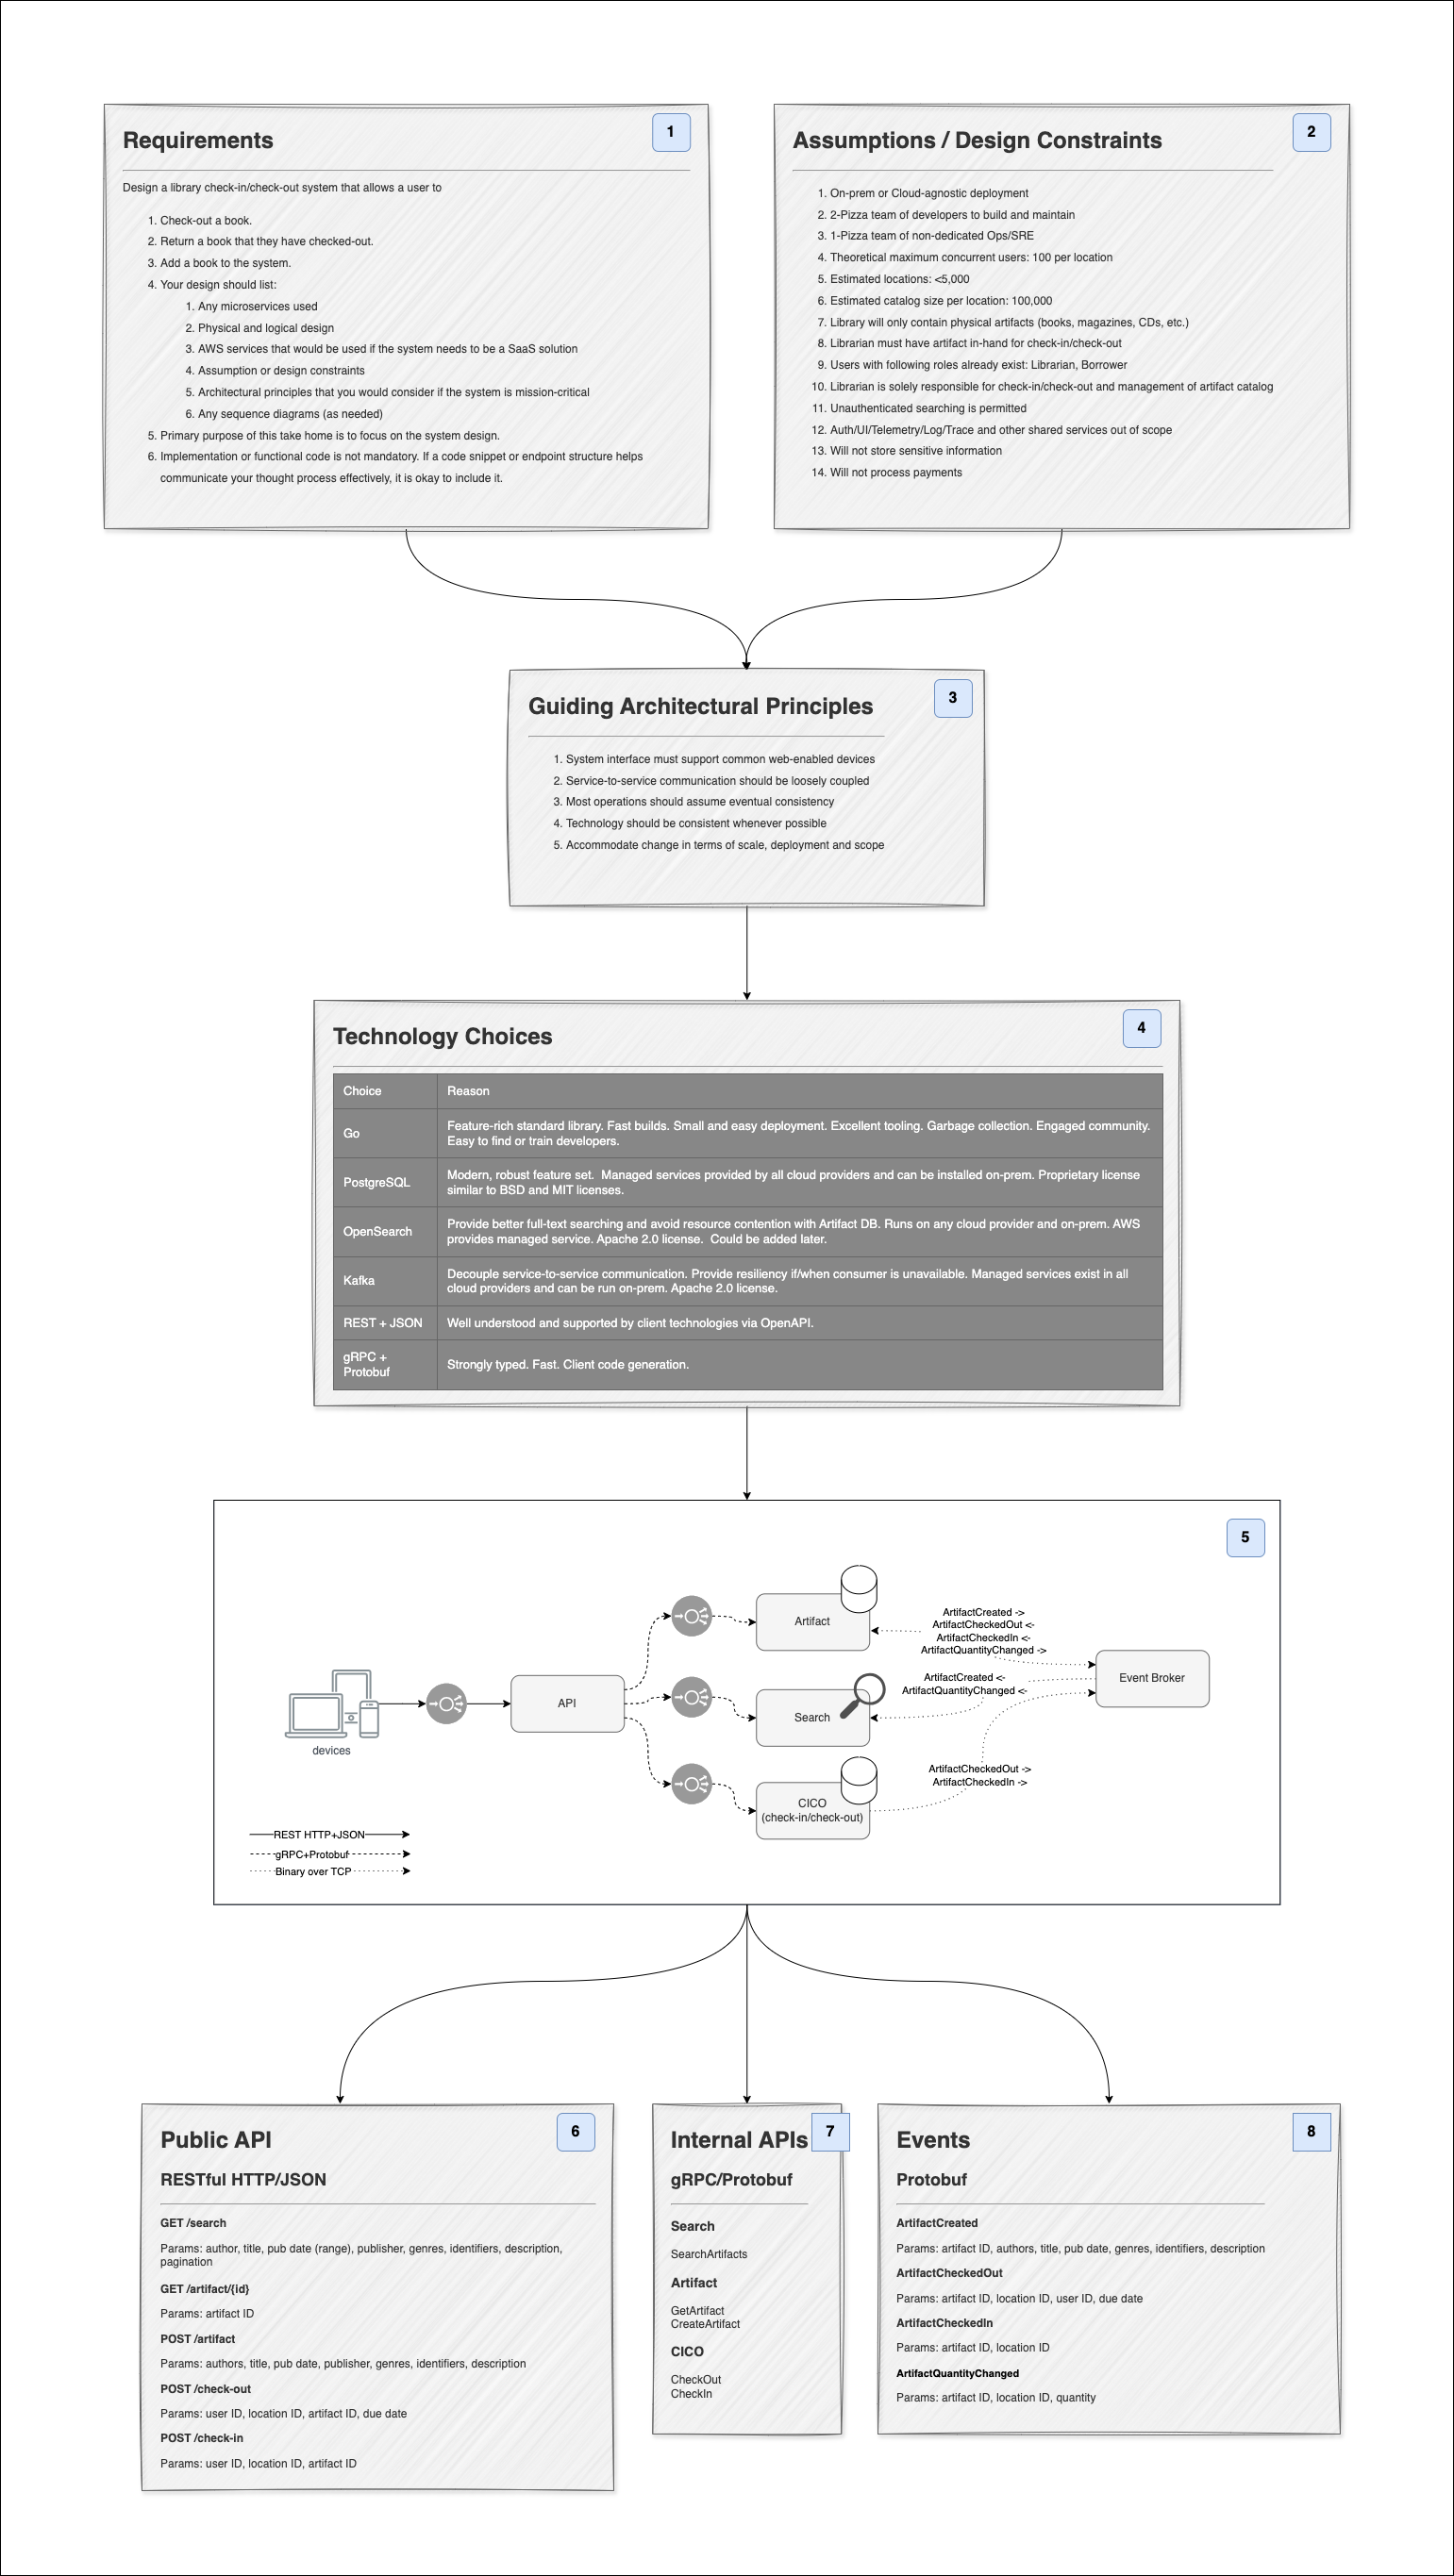 1
Requirements
Design a library check-in/check-out system that allows a user to
1. Check-out a book.
2. Return a book that they have checked-out.
3. Add a book to the system.
4. Your design should list:
1. Any microservices used
2. Physical and logical design
3. AWS services that would be used if the system needs to be a SaaS solution
4. Assumption or design constraints
5. Architectural principles that you would consider if the system is mission-critical
6. Any sequence diagrams (as needed)
5. Primary purpose of this take home is to focus on the system design.
6. Implementation or functional code is not mandatory. If a code snippet or endpoint structure helps
communicate your thought process effectively, it is okay to include it.
2
Assumptions / Design Constraints
1. On-prem or Cloud-agnostic deployment
2. 2-Pizza team of developers to build and maintain
3. 1-Pizza team of non-dedicated Ops/SRE
4. Theoretical maximum concurrent users: 100 per location
5. Estimated locations: <5,000
6. Estimated catalog size per location: 100,000
7. Library will only contain physical artifacts (books, magazines, CDs, etc.)
8. Librarian must have artifact in-hand for check-in/check-out
9. Users with following roles already exist: Librarian, Borrower
10. Librarian is solely responsible for check-in/check-out and management of artifact catalog
11. Unauthenticated searching is permitted
12. Auth/UI/Telemetry/Log/Trace and other shared services out of scope
13. Will not store sensitive information
14. Will not process payments
3
Guiding Architectural Principles
1. System interface must support common web-enabled devices
2. Service-to-service communication should be loosely coupled
3. Most operations should assume eventual consistency
4. Technology should be consistent whenever possible
5. Accommodate change in terms of scale, deployment and scope
4
Technology Choices
Choice Reason
Go
Feature-rich standard library. Fast builds. Small and easy deployment. Excellent tooling. Garbage collection. Engaged community.
Easy to find or train developers.
PostgreSQL
Modern, robust feature set.  Managed services provided by all cloud providers and can be installed on-prem. Proprietary license
similar to BSD and MIT licenses.
OpenSearch
Provide better full-text searching and avoid resource contention with Artifact DB. Runs on any cloud provider and on-prem. AWS
provides managed service. Apache 2.0 license.  Could be added later.
Kafka
Decouple service-to-service communication. Provide resiliency if/when consumer is unavailable. Managed services exist in all
cloud providers and can be run on-prem. Apache 2.0 license.
REST + JSON Well understood and supported by client technologies via OpenAPI.
gRPC +
Protobuf
Strongly typed. Fast. Client code generation.
5
devices
API
Artifact
Search
CICO
(check-in/check-out)
ArtifactCreated ->
ArtifactCheckedOut <-
ArtifactCheckedIn <-
ArtifactQuantityChanged ->
ArtifactCreated <-
ArtifactQuantityChanged <-
ArtifactCheckedOut ->
ArtifactCheckedIn ->
Event Broker
REST HTTP+JSON
gRPC+Protobuf
Binary over TCP
6
Public API
RESTful HTTP/JSON
GET /search
Params: author, title, pub date (range), publisher, genres, identifiers, description,
pagination
GET /artifact/{id}
Params: artifact ID
POST /artifact
Params: authors, title, pub date, publisher, genres, identifiers, description
POST /check-out
Params: user ID, location ID, artifact ID, due date
POST /check-in
Params: user ID, location ID, artifact ID
7
Internal APIs
gRPC/Protobuf
Search
SearchArtifacts
Artifact
GetArtifact
CreateArtifact
CICO
CheckOut
CheckIn
8
Events
Protobuf
ArtifactCreated
Params: artifact ID, authors, title, pub date, genres, identifiers, description
ArtifactCheckedOut
Params: artifact ID, location ID, user ID, due date
ArtifactCheckedIn
Params: artifact ID, location ID
ArtifactQuantityChanged
Params: artifact ID, location ID, quantity